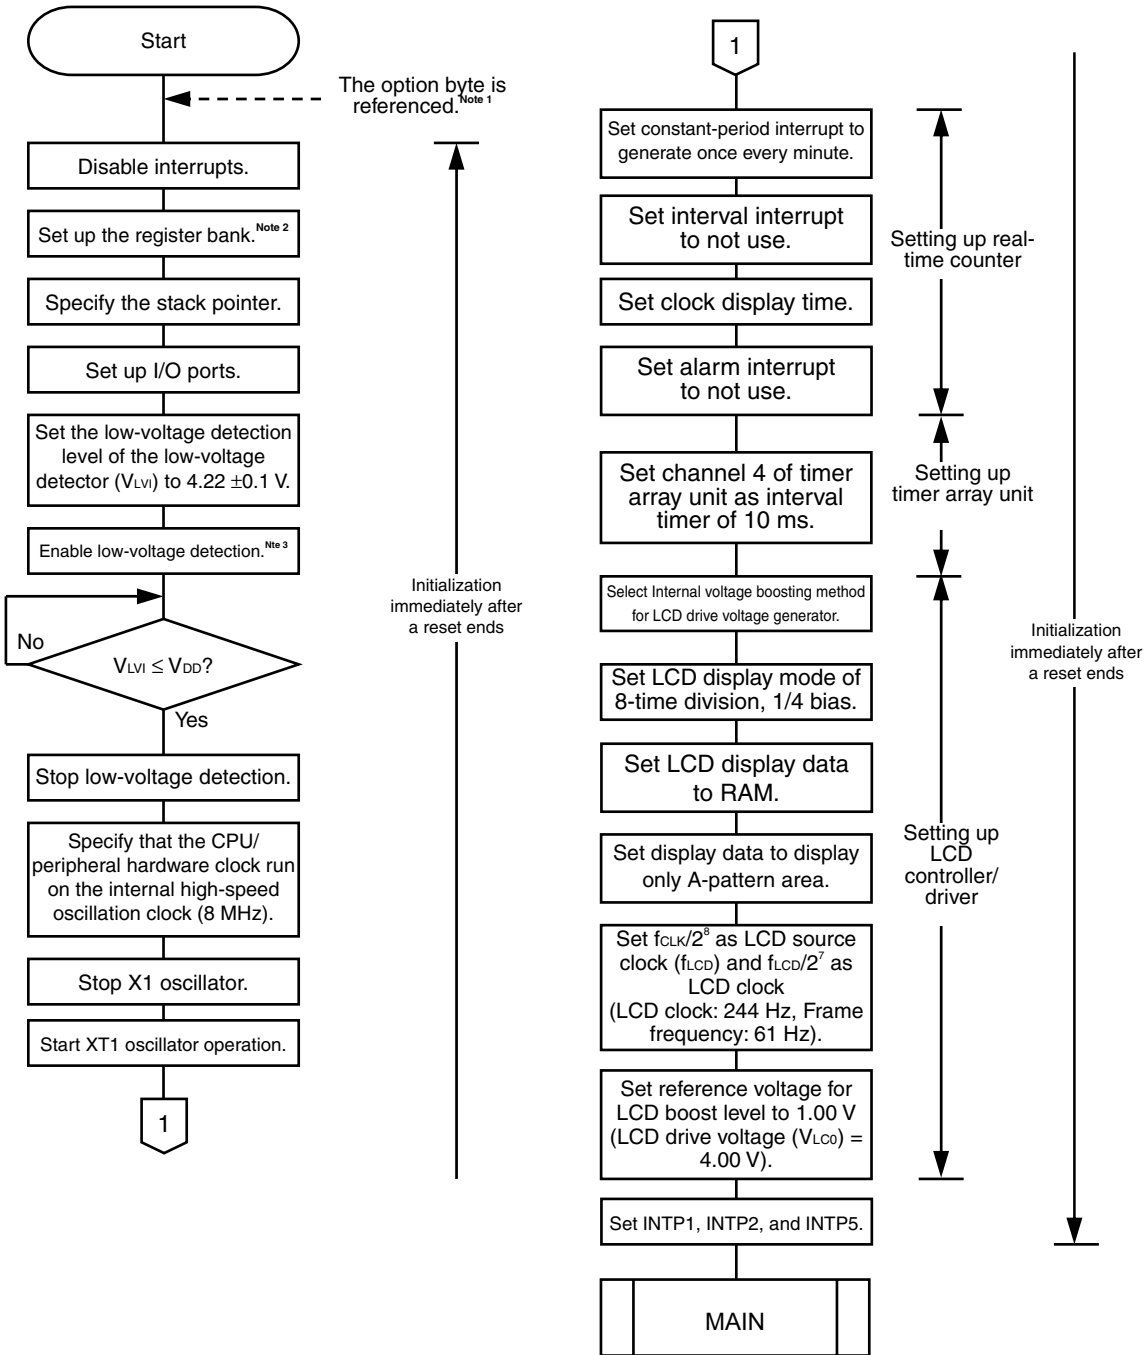 Start
The option byte is
referenced.Note 1
Disable interrupts.
Set up the register bank.Note 2
Specify the stack pointer.
Set up I/O ports.
Set the low-voltage detection
level of the low-voltage
detector (VLVI) to 4.22 ±0.1 V.
Enable low-voltage detection.Nte 3
No
VLVI ≤ VDD?
Yes
Stop low-voltage detection.
Specify that the CPU/
peripheral hardware clock run
on the internal high-speed
oscillation clock (8 MHz).
Stop X1 oscillator.
Start XT1 oscillator operation.
1
Initialization
immediately after
a reset ends
1
Set constant-period interrupt to
generate once every minute.
Set interval interrupt
to not use.
Set clock display time.
Set alarm interrupt
to not use.
Setting up real-
time counter
Set channel 4 of timer
array unit as interval
timer of 10 ms.
Setting up
timer array unit
Select Internal voltage boosting method
for LCD drive voltage generator.
Set LCD display mode of
8-time division, 1/4 bias.
Set LCD display data
to RAM.
Set display data to display
only A-pattern area.
Set fCLK/2⁸ as LCD source
clock (fLCD) and fLCD/2⁷ as
LCD clock
(LCD clock: 244 Hz, Frame
frequency: 61 Hz).
Set reference voltage for
LCD boost level to 1.00 V
(LCD drive voltage (VLC0) =
4.00 V).
Setting up
LCD
controller/
driver
Set INTP1, INTP2, and INTP5.
MAIN
Initialization
immediately after
a reset ends